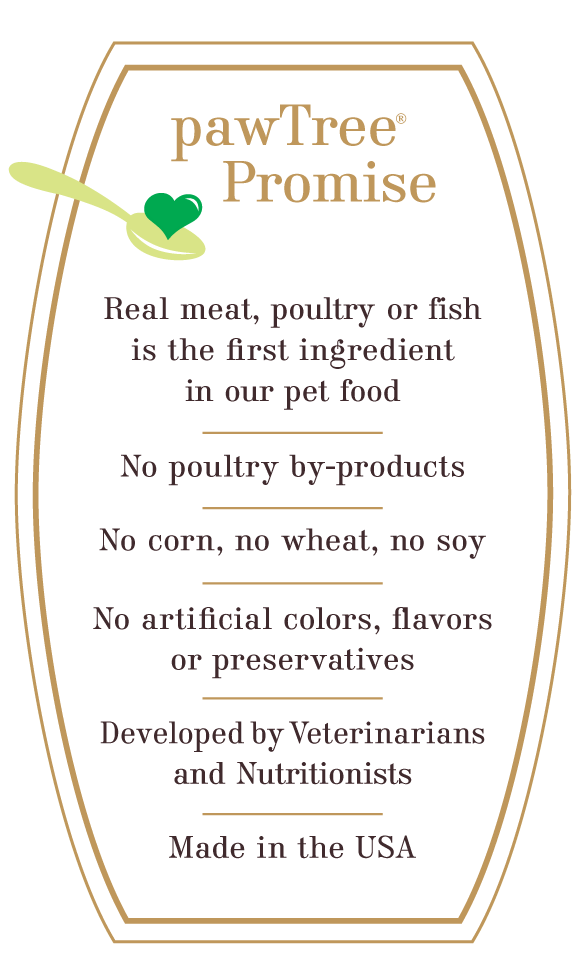 pawTree®
Promise
Real meat, poultry or fish
is the first ingredient
in our pet food
No poultry by-products
No corn, no wheat, no soy
No artificial colors, flavors
or preservatives
Developed by Veterinarians
and Nutritionists
Made in the USA